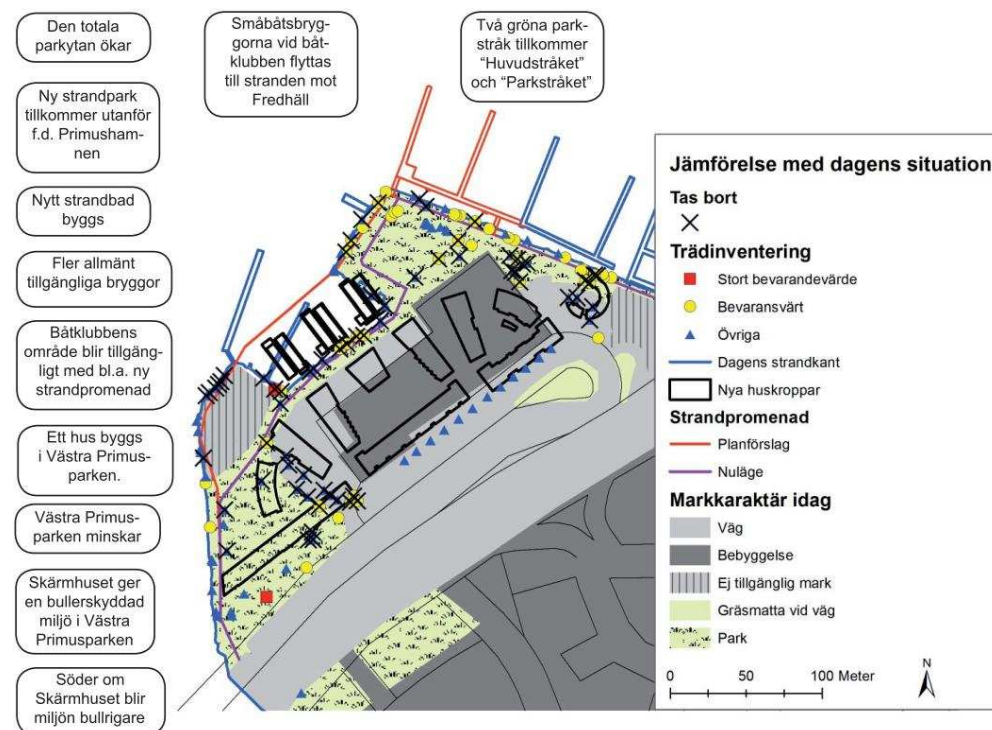 Den totala
parkytan ökar
Ny strandpark
tillkommer utanför
f.d. Primusham-
nen
Nytt strandbad
byggs
Fler allmänt
tillgängliga bryggor
Båtklubbens
område blir tillgäng-
ligt med bl.a. ny
strandpromenad
Ett hus byggs
i Västra Primus-
parken.
Västra Primus-
parken minskar
Skärmhuset ger
en bullerskyddad
miljö i Västra
Primusparken
Söder om
Skärmhuset blir
miljön bullrigare
Småbåtsbryg-
gorna vid båt-
klubben flyttas
till stranden mot
Fredhäll
Två gröna park-
stråk tillkommer
“Huvudstråket”
och “Parkstråket”
Jämförelse med dagens situation
Tas bort
Trädinventering
Stort bevarandevärde
Bevaransvärt
Övriga
Dagens strandkant
Nya huskroppar
Strandpromenad
Planförslag
Nuläge
Markkaraktär idag
Väg
Bebyggelse
Ej tillgänglig mark
Gräsmatta vid väg
Park
0 50 100 Meter
N